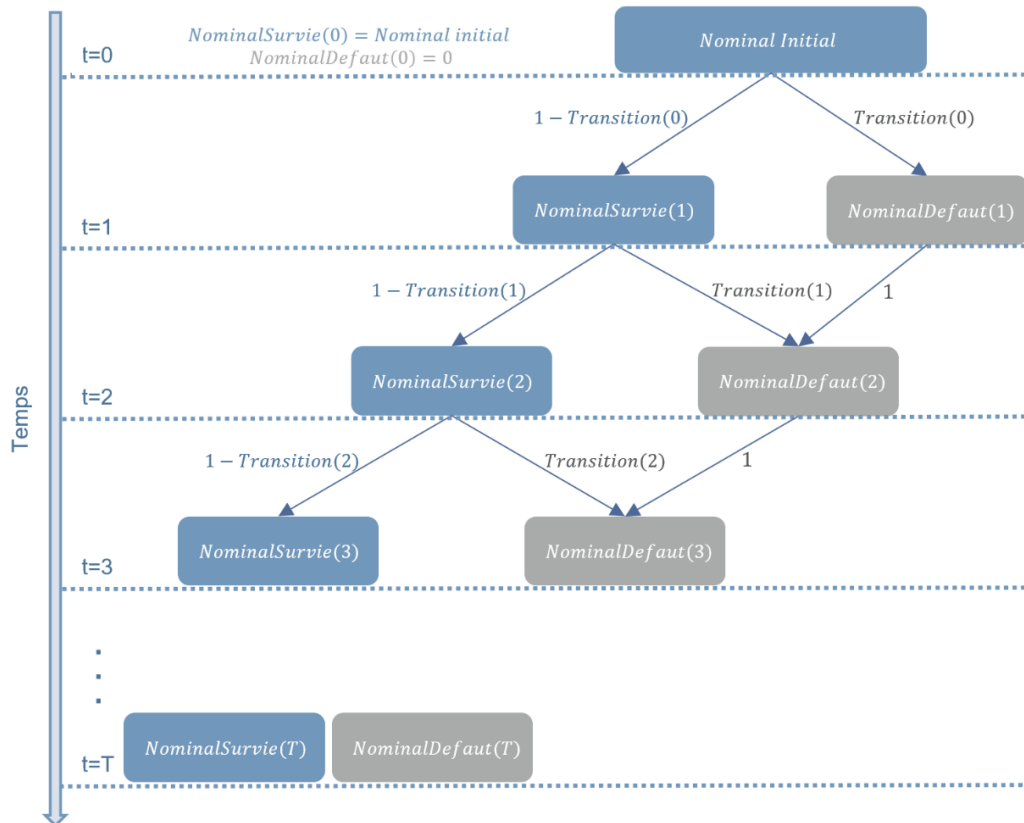 t=0
NominalSurvie(0) = Nominal initial
NominalDefaut(0) = 0
Nominal Initial
1 − Transition(0)
Transition(0)
t=1
NominalSurvie(1)
NominalDefaut(1)
1 − Transition(1)
Transition(1)
1
t=2
NominalSurvie(2)
NominalDefaut(2)
Temps
1 − Transition(2)
Transition(2)
1
t=3
NominalSurvie(3)
NominalDefaut(3)
t=T
NominalSurvie(T)
NominalDefaut(T)